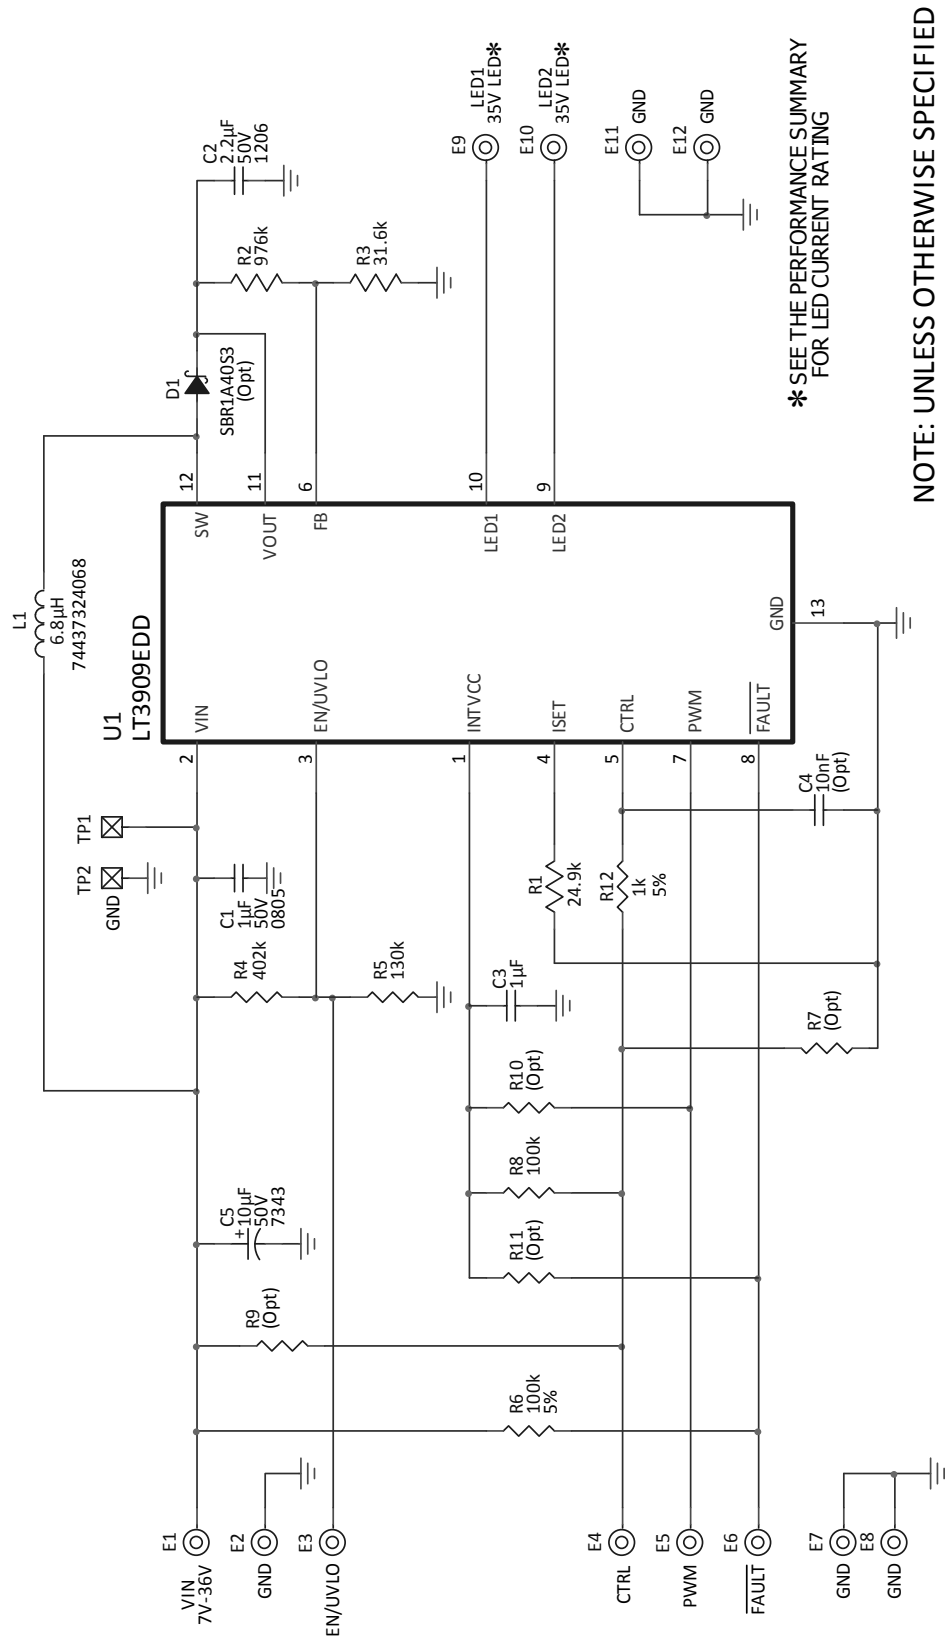 L1
6.8µH
74437324068
TP2
GND
TP1
U1
LT3909EDD
E1
VIN
7V-36V
E2
GND
E3
EN/UVLO
R9
(Opt)
C5
+
10µF
50V
7343
R4
402k
C1
1µF
50V
0805
R5
130k
2
VIN
3
EN/UVLO
12
SW
11
VOUT
6
FB
D1
SBR1A40S3
(Opt)
C2
2.2µF
50V
1206
R2
976k
R3
31.6k
R6
100k
5%
R11
(Opt)
R8
100k
R10
(Opt)
C3
1µF
1
INTVCC
4
ISET
5
CTRL
7
PWM
8
FAULT
10
LED1
9
LED2
E9
LED1
35V LED*
E10
LED2
35V LED*
R1
24.9k
R12
1k
5%
E4
CTRL
E5
PWM
E6
FAULT
E11
GND
E12
GND
GND
13
C4
10nF
(Opt)
R7
(Opt)
E7
GND
E8
GND
* SEE THE PERFORMANCE SUMMARY
FOR LED CURRENT RATING
NOTE: UNLESS OTHERWISE SPECIFIED